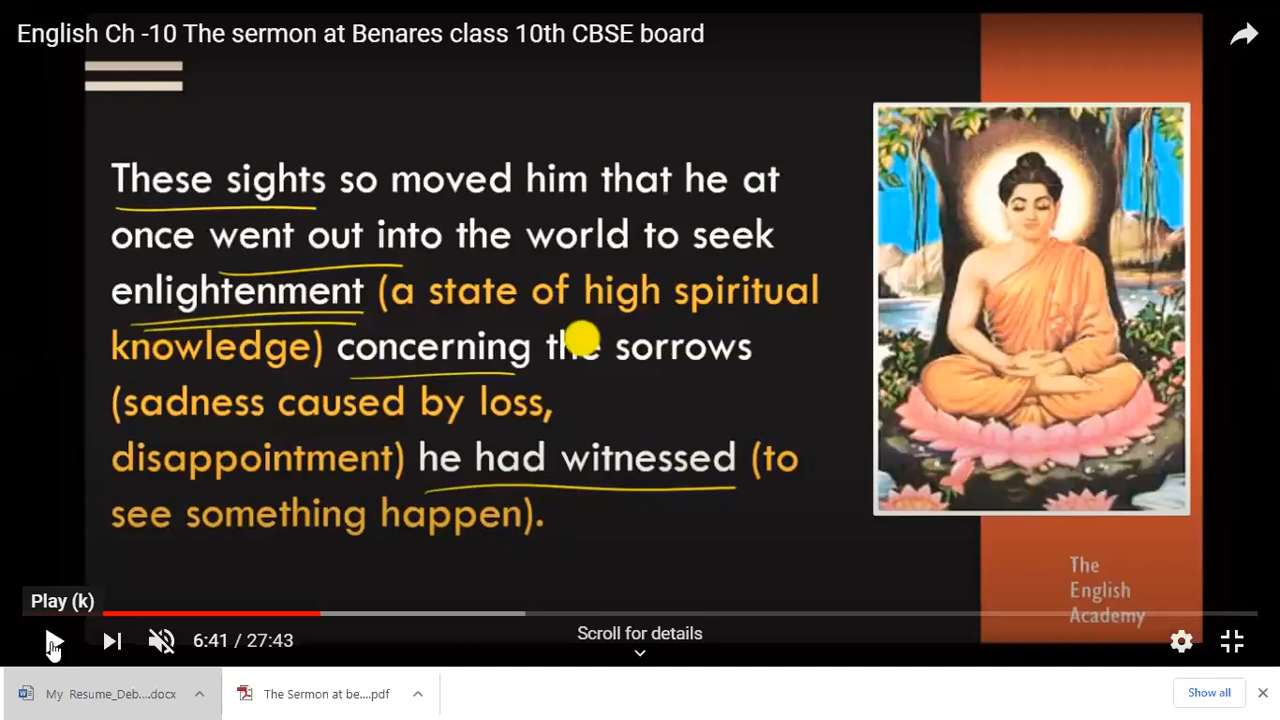 English Ch -10 The sermon at Benares class 10th CBSE board
These sights so moved him that he at
once went out into the world to seek
enlightenment (a state of high spiritual
knowledge) concerning the sorrows
(sadness caused by loss,
disappointment) he had witnessed (to
see something happen).
The
English
Academy
Play (k)
6:41 / 27:43
Scroll for details
My Resume_Deb....docx
The Sermon at be....pdf
Show all